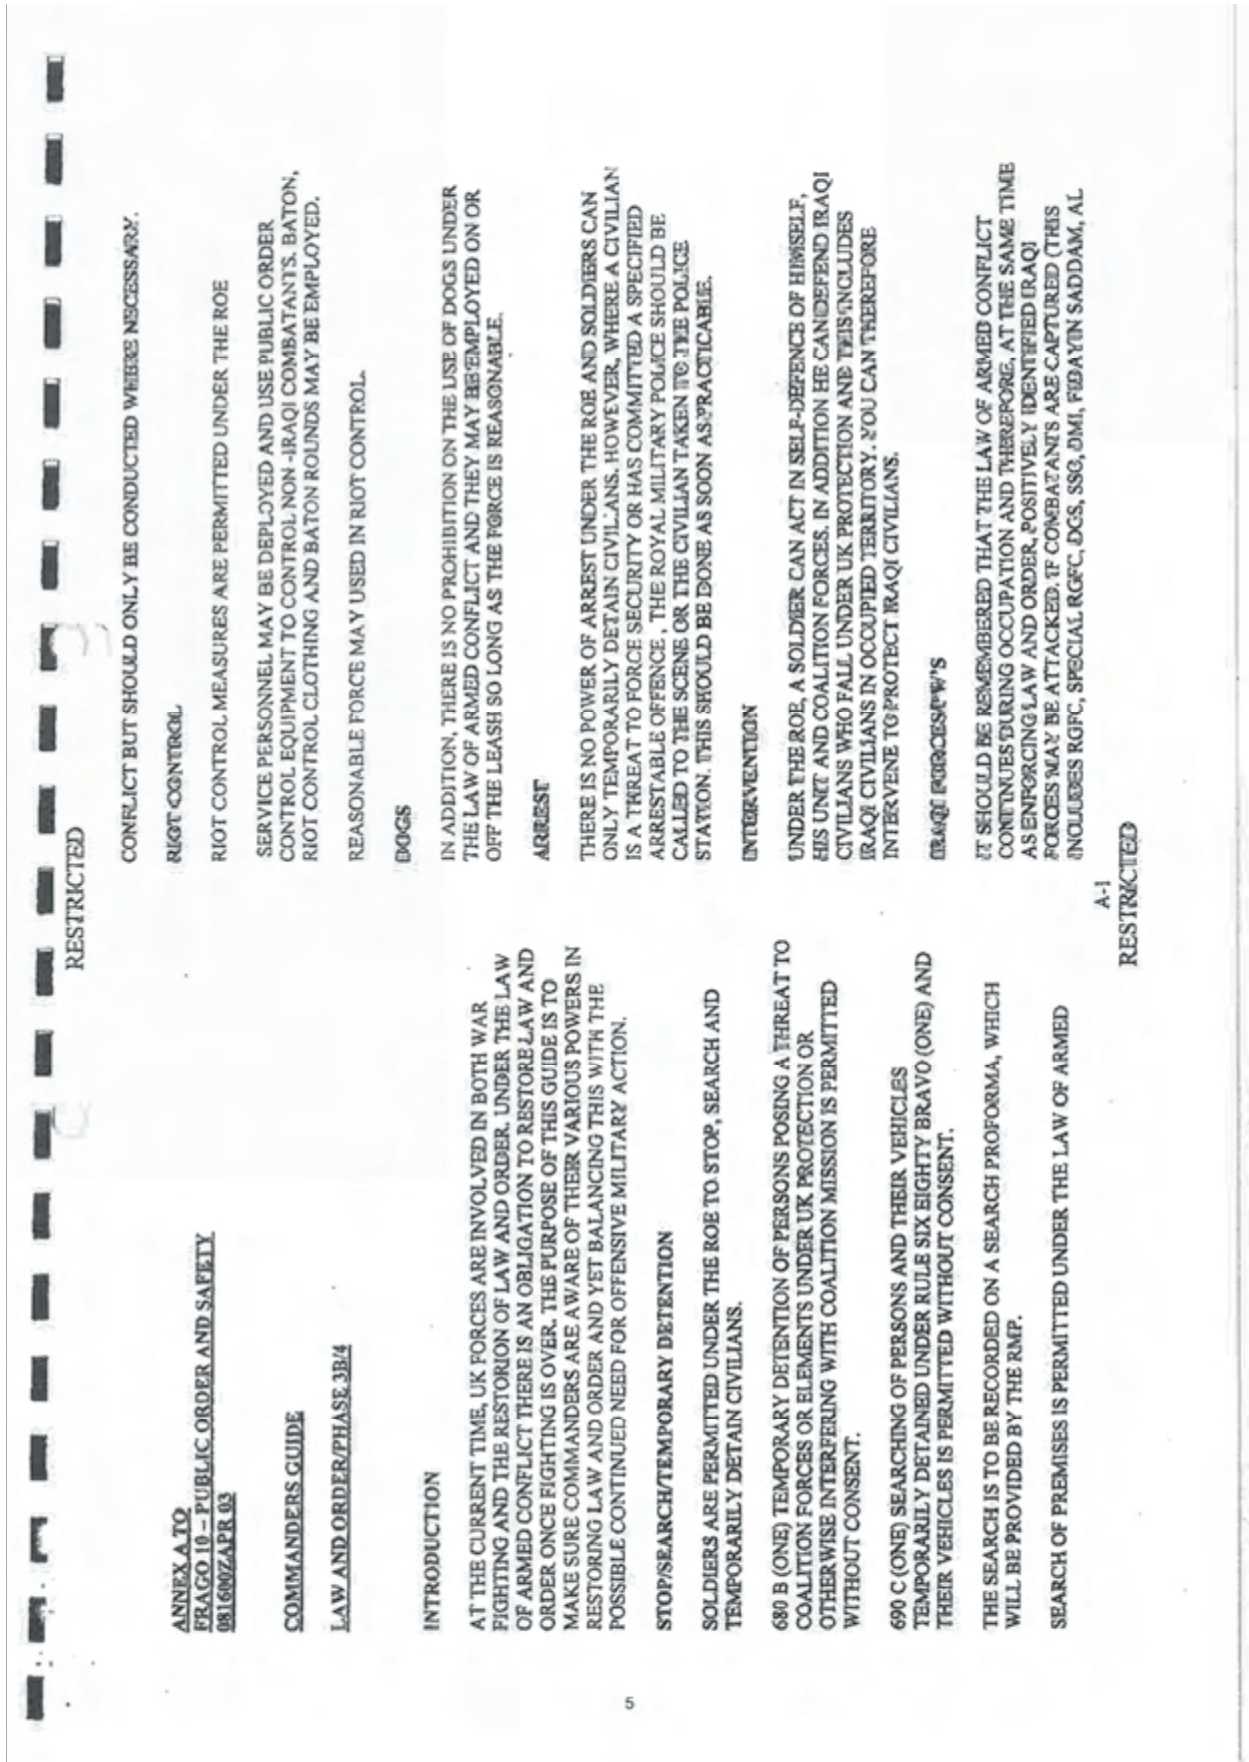 RESTRICTED
ANNEX A TO
FRAGO 10 – PUBLIC ORDER AND SAFETY
081600ZAPR 03
COMMANDERS GUIDE
LAW AND ORDER/PHASE 3B/4
INTRODUCTION
AT THE CURRENT TIME, UK FORCES ARE INVOLVED IN BOTH WAR
FIGHTING AND THE RESTORION OF LAW AND ORDER. UNDER THE LAW
OF ARMED CONFLICT THERE IS AN OBLIGATION TO RESTORE LAW AND
ORDER ONCE FIGHTING IS OVER. THE PURPOSE OF THIS GUIDE IS TO
MAKE SURE COMMANDERS ARE AWARE OF THEIR VARIOUS POWERS IN
RESTORING LAW AND ORDER AND YET BALANCING THIS WITH THE
POSSIBLE CONTINUED NEED FOR OFFENSIVE MILITARY ACTION.
STOP/SEARCH/TEMPORARY DETENTION
SOLDIERS ARE PERMITTED UNDER THE ROE TO STOP, SEARCH AND
TEMPORARILY DETAIN CIVILIANS.
680 B (ONE) TEMPORARY DETENTION OF PERSONS POSING A THREAT TO
COALITION FORCES OR ELEMENTS UNDER UK PROTECTION OR
OTHERWISE INTERFERING WITH COALITION MISSION IS PERMITTED
WITHOUT CONSENT.
690 C (ONE) SEARCHING OF PERSONS AND THEIR VEHICLES
TEMPORARILY DETAINED UNDER RULE SIX EIGHTY BRAVO (ONE) AND
THEIR VEHICLES IS PERMITTED WITHOUT CONSENT.
THE SEARCH IS TO BE RECORDED ON A SEARCH PROFORMA, WHICH
WILL BE PROVIDED BY THE RMP.
SEARCH OF PREMISES IS PERMITTED UNDER THE LAW OF ARMED
CONFLICT BUT SHOULD ONLY BE CONDUCTED WHERE NECESSARY.
RIOT CONTROL
RIOT CONTROL MEASURES ARE PERMITTED UNDER THE ROE
SERVICE PERSONNEL MAY BE DEPLOYED AND USE PUBLIC ORDER
CONTROL EQUIPMENT TO CONTROL NON -IRAQI COMBATANTS. BATON,
RIOT CONTROL CLOTHING AND BATON ROUNDS MAY BE EMPLOYED.
REASONABLE FORCE MAY USED IN RIOT CONTROL.
DOGS
IN ADDITION, THERE IS NO PROHIBITION ON THE USE OF DOGS UNDER
THE LAW OF ARMED CONFLICT AND THEY MAY BE EMPLOYED ON OR
OFF THE LEASH SO LONG AS THE FORCE IS REASONABLE.
ARREST
THERE IS NO POWER OF ARREST UNDER THE ROE AND SOLDIERS CAN
ONLY TEMPORARILY DETAIN CIVILIANS. HOWEVER, WHERE A CIVILIAN
IS A THREAT TO FORCE SECURITY OR HAS COMMITTED A SPECIFIED
ARRESTABLE OFFENCE, THE ROYAL MILITARY POLICE SHOULD BE
CALLED TO THE SCENE OR THE CIVILIAN TAKEN TO THE POLICE
STATION. THIS SHOULD BE DONE AS SOON AS PRACTICABLE.
INTERVENTION
UNDER THE ROE, A SOLDIER CAN ACT IN SELF-DEFENCE OF HIMSELF,
HIS UNIT AND COALITION FORCES. IN ADDITION HE CAN DEFEND IRAQI
CIVILIANS WHO FALL UNDER UK PROTECTION AND THIS INCLUDES
IRAQI CIVILIANS IN OCCUPIED TERRITORY. YOU CAN THEREFORE
INTERVENE TO PROTECT IRAQI CIVILIANS.
IRAQI FORCES/PW'S
IT SHOULD BE REMEMBERED THAT THE LAW OF ARMED CONFLICT
CONTINUES DURING OCCUPATION AND THEREFORE, AT THE SAME TIME
AS ENFORCING LAW AND ORDER, POSITIVELY IDENTIFIED IRAQI
FORCES MAY BE ATTACKED. IF COMBATANTS ARE CAPTURED (THIS
INCLUDES RGFC, SPECIAL RGFC, DGS, SSG, DMI, FIDAYIN SADDAM, AL
A-1
RESTRICTED
5